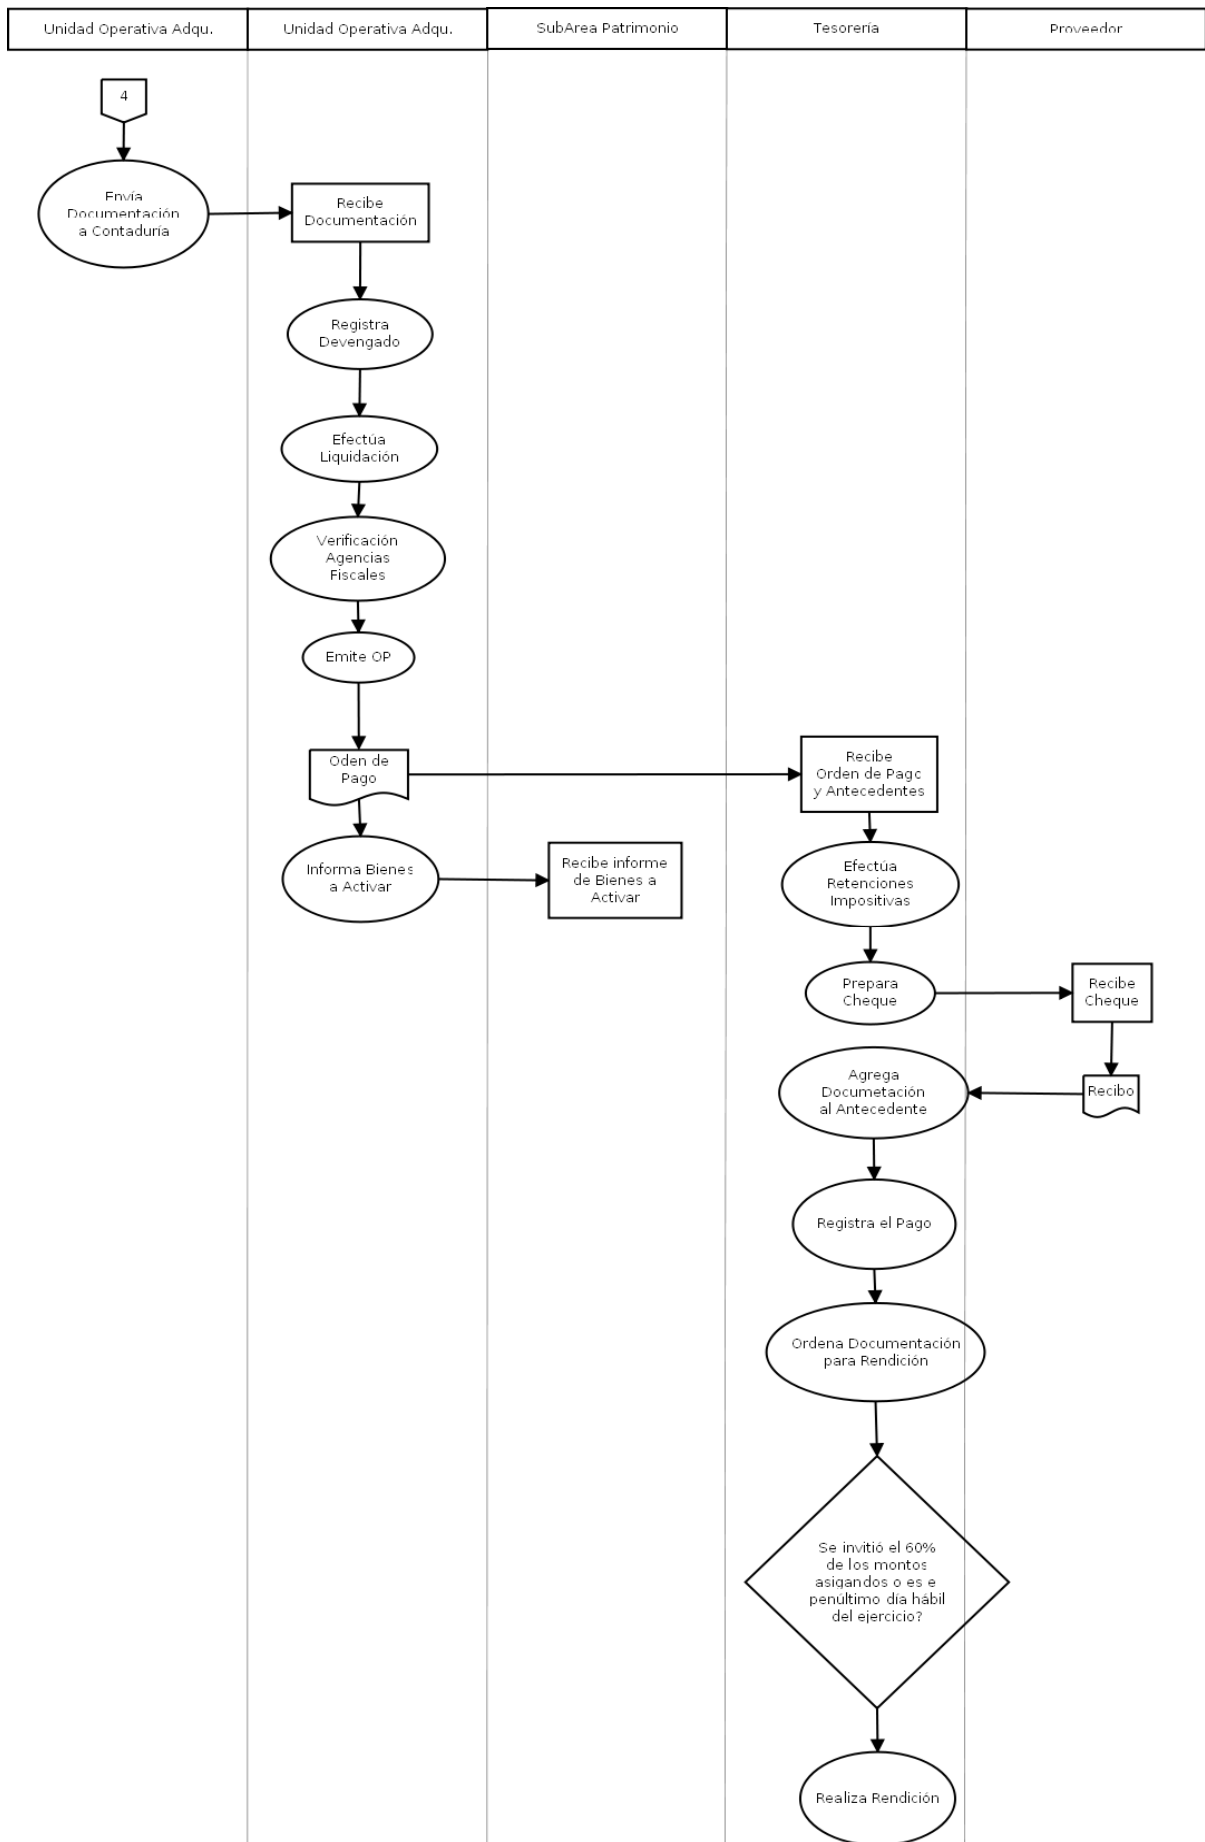 Unidad Operativa Adqu.
Unidad Operativa Adqu.
SubArea Patrimonio
Tesorería
Proveedor
4
Envía
Documentación
a Contaduría
Recibe
Documentación
Registra
Devengado
Efectúa
Liquidación
Verificación
Agencias
Fiscales
Emite OP
Oden de
Pago
Recibe
Orden de Pago
y Antecedentes
Informa Bienes
a Activar
Recibe informe
de Bienes a
Activar
Efectúa
Retenciones
Impositivas
Prepara
Cheque
Recibe
Cheque
Recibo
Agrega
Documetación
al Antecedente
Registra el Pago
Ordena Documentación
para Rendición
Se invitió el 60%
de los montos
asigandos o es e
penúltimo día hábil
del ejercicio?
Realiza Rendición